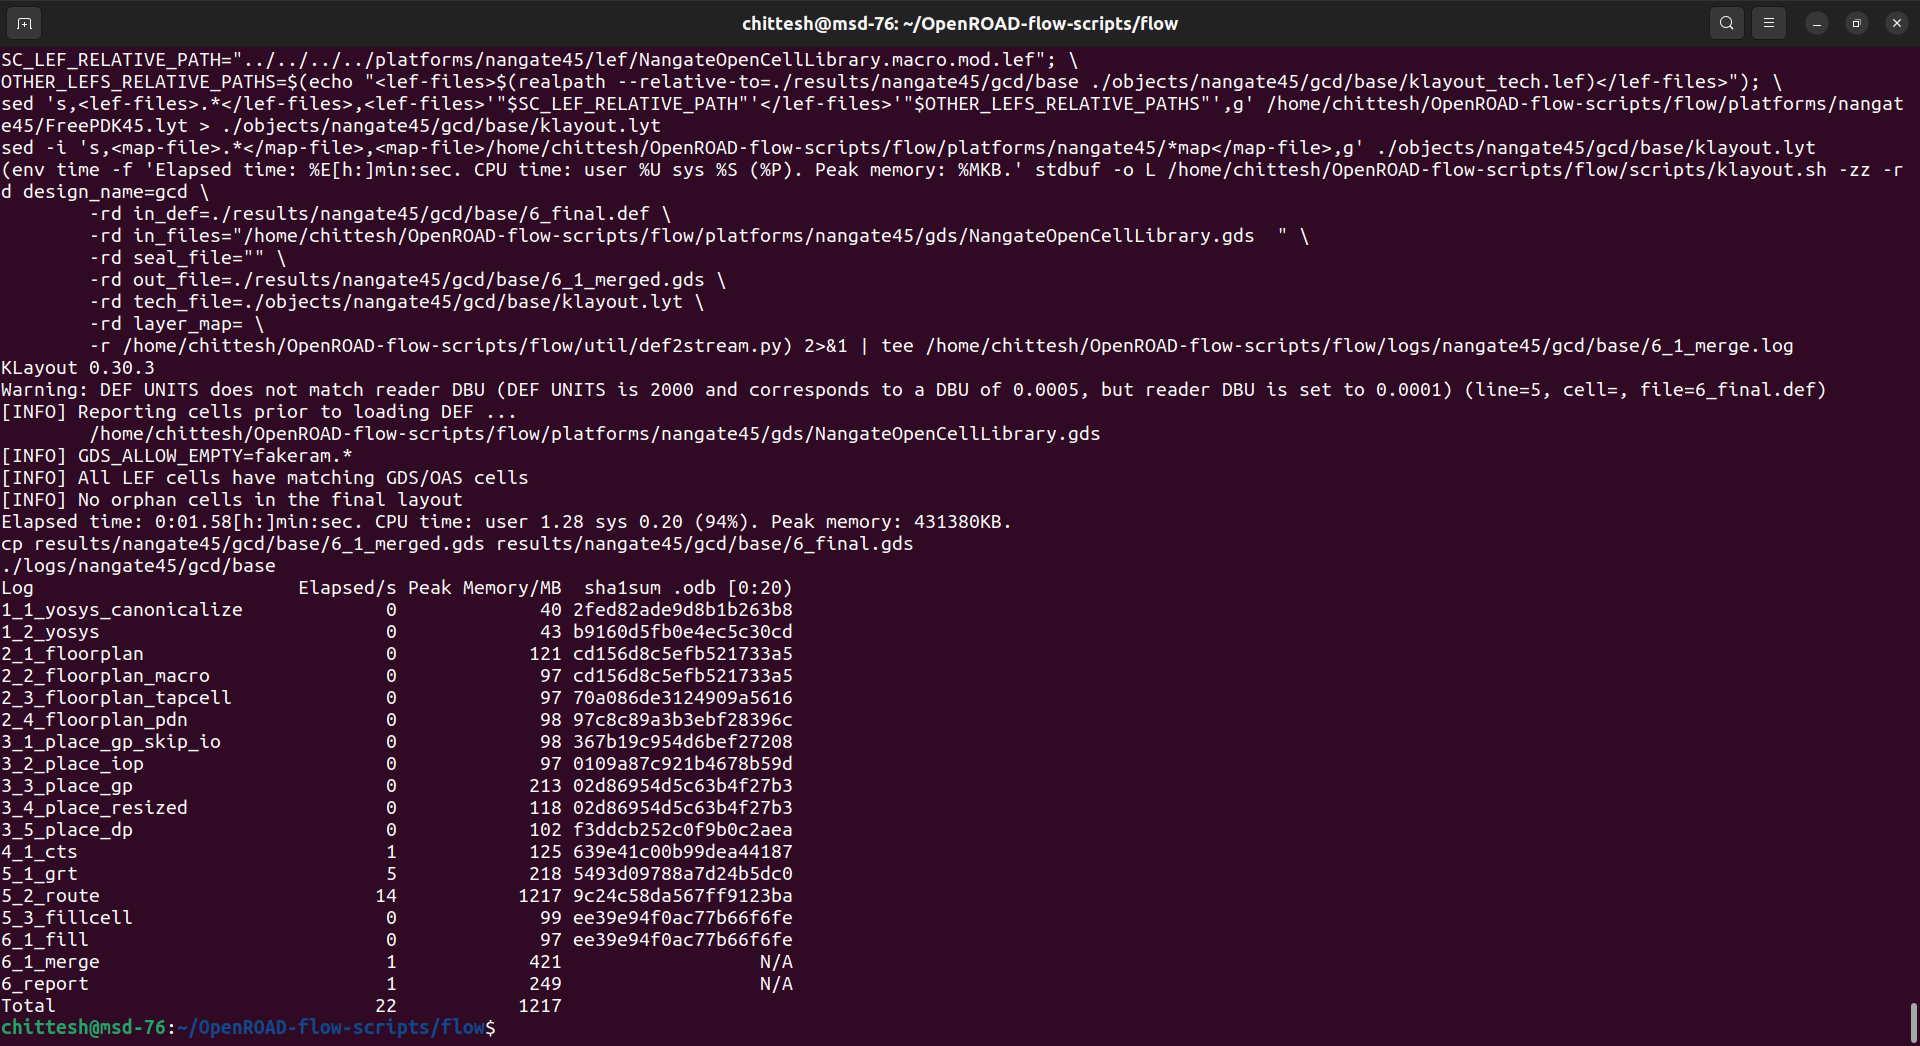 chittesh@msd-76: ~/OpenROAD-flow-scripts/flow
SC_LEF_RELATIVE_PATH="../../../../platforms/nangate45/lef/NangateOpenCellLibrary.macro.mod.lef"; \
OTHER_LEFS_RELATIVE_PATHS=$(echo "<lef-files>$(realpath --relative-to=./results/nangate45/gcd/base ./objects/nangate45/gcd/base/klayout_tech.lef)</lef-files>"); \
sed 's,<lef-files>.*</lef-files>,<lef-files>'"$SC_LEF_RELATIVE_PATH"'</lef-files>'"$OTHER_LEFS_RELATIVE_PATHS"',g' /home/chittesh/OpenROAD-flow-scripts/flow/platforms/nangat
e45/FreePDK45.lyt > ./objects/nangate45/gcd/base/klayout.lyt
sed -i 's,<map-file>.*</map-file>,<map-file>/home/chittesh/OpenROAD-flow-scripts/flow/platforms/nangate45/*map</map-file>,g' ./objects/nangate45/gcd/base/klayout.lyt
(env time -f 'Elapsed time: %E[h:]min:sec. CPU time: user %U sys %S (%P). Peak memory: %MKB.' stdbuf -o L /home/chittesh/OpenROAD-flow-scripts/flow/scripts/klayout.sh -zz -r
d design_name=gcd \
        -rd in_def=./results/nangate45/gcd/base/6_final.def \
        -rd in_files="/home/chittesh/OpenROAD-flow-scripts/flow/platforms/nangate45/gds/NangateOpenCellLibrary.gds  " \
        -rd seal_file="" \
        -rd out_file=./results/nangate45/gcd/base/6_1_merged.gds \
        -rd tech_file=./objects/nangate45/gcd/base/klayout.lyt \
        -rd layer_map= \
        -r /home/chittesh/OpenROAD-flow-scripts/flow/util/def2stream.py) 2>&1 | tee /home/chittesh/OpenROAD-flow-scripts/flow/logs/nangate45/gcd/base/6_1_merge.log
KLayout 0.30.3
Warning: DEF UNITS does not match reader DBU (DEF UNITS is 2000 and corresponds to a DBU of 0.0005, but reader DBU is set to 0.0001) (line=5, cell=, file=6_final.def)
[INFO] Reporting cells prior to loading DEF ...
        /home/chittesh/OpenROAD-flow-scripts/flow/platforms/nangate45/gds/NangateOpenCellLibrary.gds
[INFO] GDS_ALLOW_EMPTY=fakeram.*
[INFO] All LEF cells have matching GDS/OAS cells
[INFO] No orphan cells in the final layout
Elapsed time: 0:01.58[h:]min:sec. CPU time: user 1.28 sys 0.20 (94%). Peak memory: 431380KB.
cp results/nangate45/gcd/base/6_1_merged.gds results/nangate45/gcd/base/6_final.gds
./logs/nangate45/gcd/base
Log                        Elapsed/s Peak Memory/MB  sha1sum .odb [0:20)
1_1_yosys_canonicalize             0             40 2fed82ade9d8b1b263b8
1_2_yosys                          0             43 b9160d5fb0e4ec5c30cd
2_1_floorplan                      0            121 cd156d8c5efb521733a5
2_2_floorplan_macro                0             97 cd156d8c5efb521733a5
2_3_floorplan_tapcell              0             97 70a086de3124909a5616
2_4_floorplan_pdn                  0             98 97c8c89a3b3ebf28396c
3_1_place_gp_skip_io               0             98 367b19c954d6bef27208
3_2_place_iop                      0             97 0109a87c921b4678b59d
3_3_place_gp                       0            213 02d86954d5c63b4f27b3
3_4_place_resized                  0            118 02d86954d5c63b4f27b3
3_5_place_dp                       0            102 f3ddcb252c0f9b0c2aea
4_1_cts                            1            125 639e41c00b99dea44187
5_1_grt                            5            218 5493d09788a7d24b5dc0
5_2_route                         14           1217 9c24c58da567ff9123ba
5_3_fillcell                       0             99 ee39e94f0ac77b66f6fe
6_1_fill                           0             97 ee39e94f0ac77b66f6fe
6_1_merge                          1            421                  N/A
6_report                           1            249                  N/A
Total                             22           1217
chittesh@msd-76:~/OpenROAD-flow-scripts/flow$